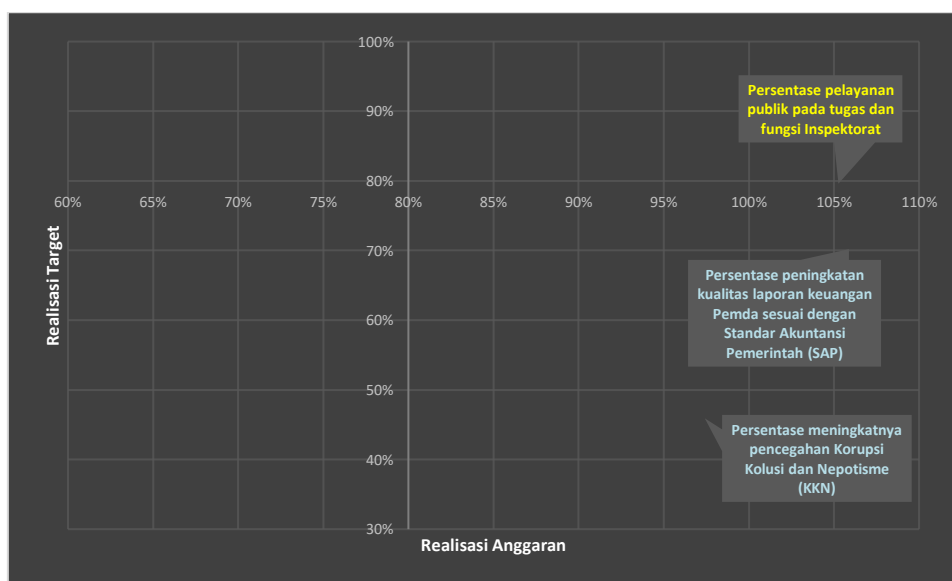 100%
Persentase pelayanan
publik pada tugas dan
fungsi Inspektorat
90%
80%
60% 65% 70% 75% 80% 85% 90% 95% 100% 105% 110%
Realisasi Target
70%
Persentase peningkatan
kualitas laporan keuangan
Pemda sesuai dengan
Standar Akuntansi
Pemerintah (SAP)
60%
50%
Persentase meningkatnya
pencegahan Korupsi
Kolusi dan Nepotisme
(KKN)
40%
30%
Realisasi Anggaran